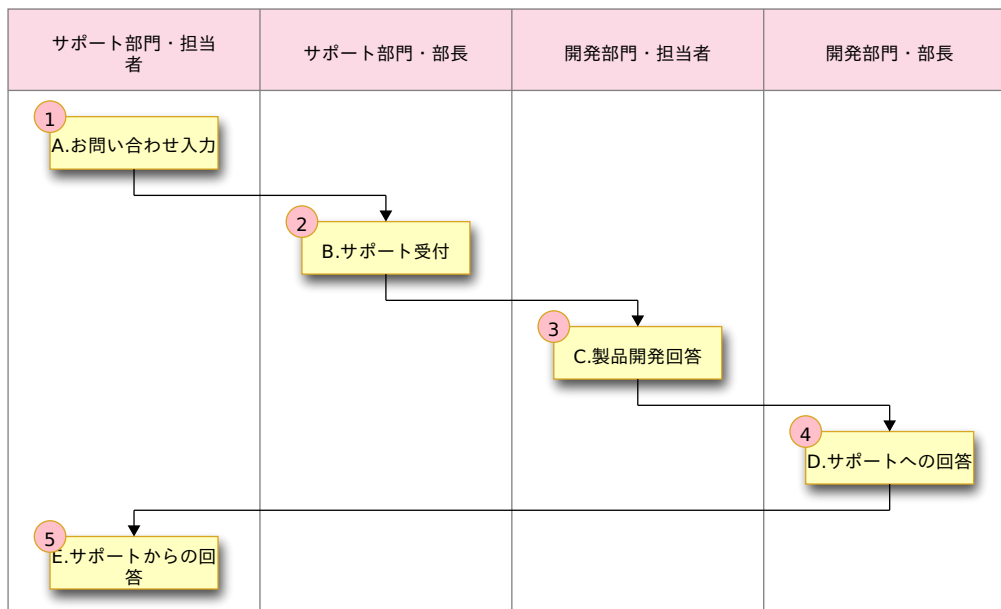 サポート部門・担当
者
サポート部門・部長
開発部門・担当者
開発部門・部長
1
A.お問い合わせ入力
2
B.サポート受付
3
C.製品開発回答
4
D.サポートへの回答
5
E.サポートからの回
答